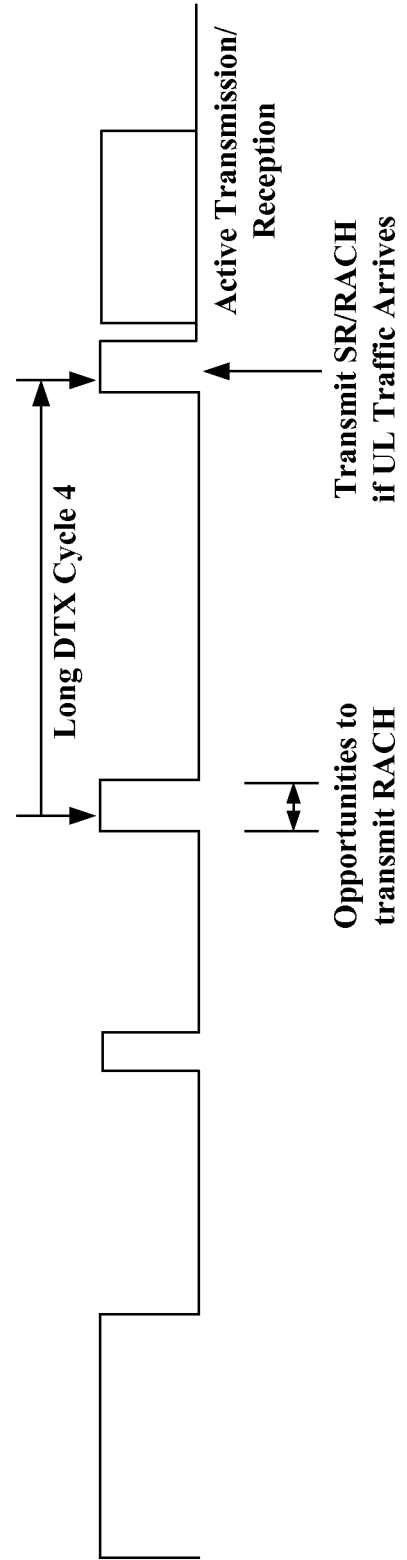 Long DTX Cycle 4
Active Transmission/
Reception
Opportunities to
transmit RACH
Transmit SR/RACH
if UL Traffic Arrives